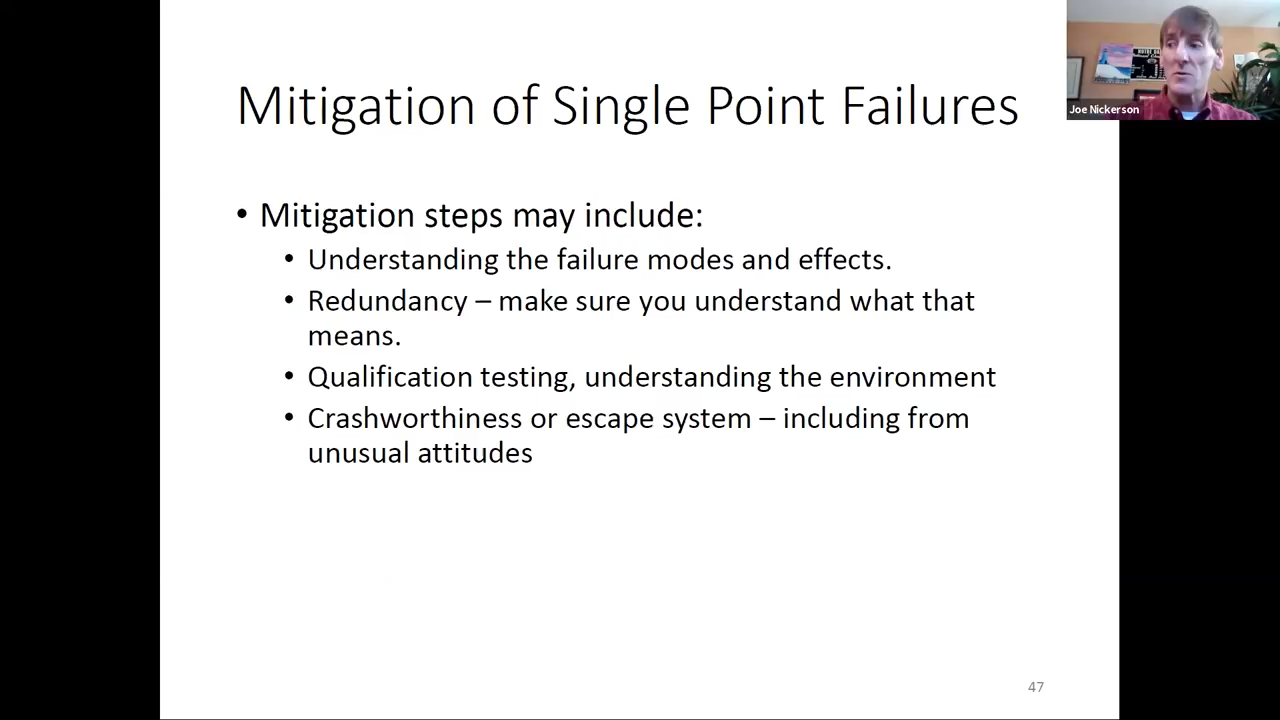 Mitigation of Single Point Failures
Joe Nickerson
• Mitigation steps may include:
• Understanding the failure modes and effects.
• Redundancy – make sure you understand what that
means.
• Qualification testing, understanding the environment
• Crashworthiness or escape system – including from
unusual attitudes
47